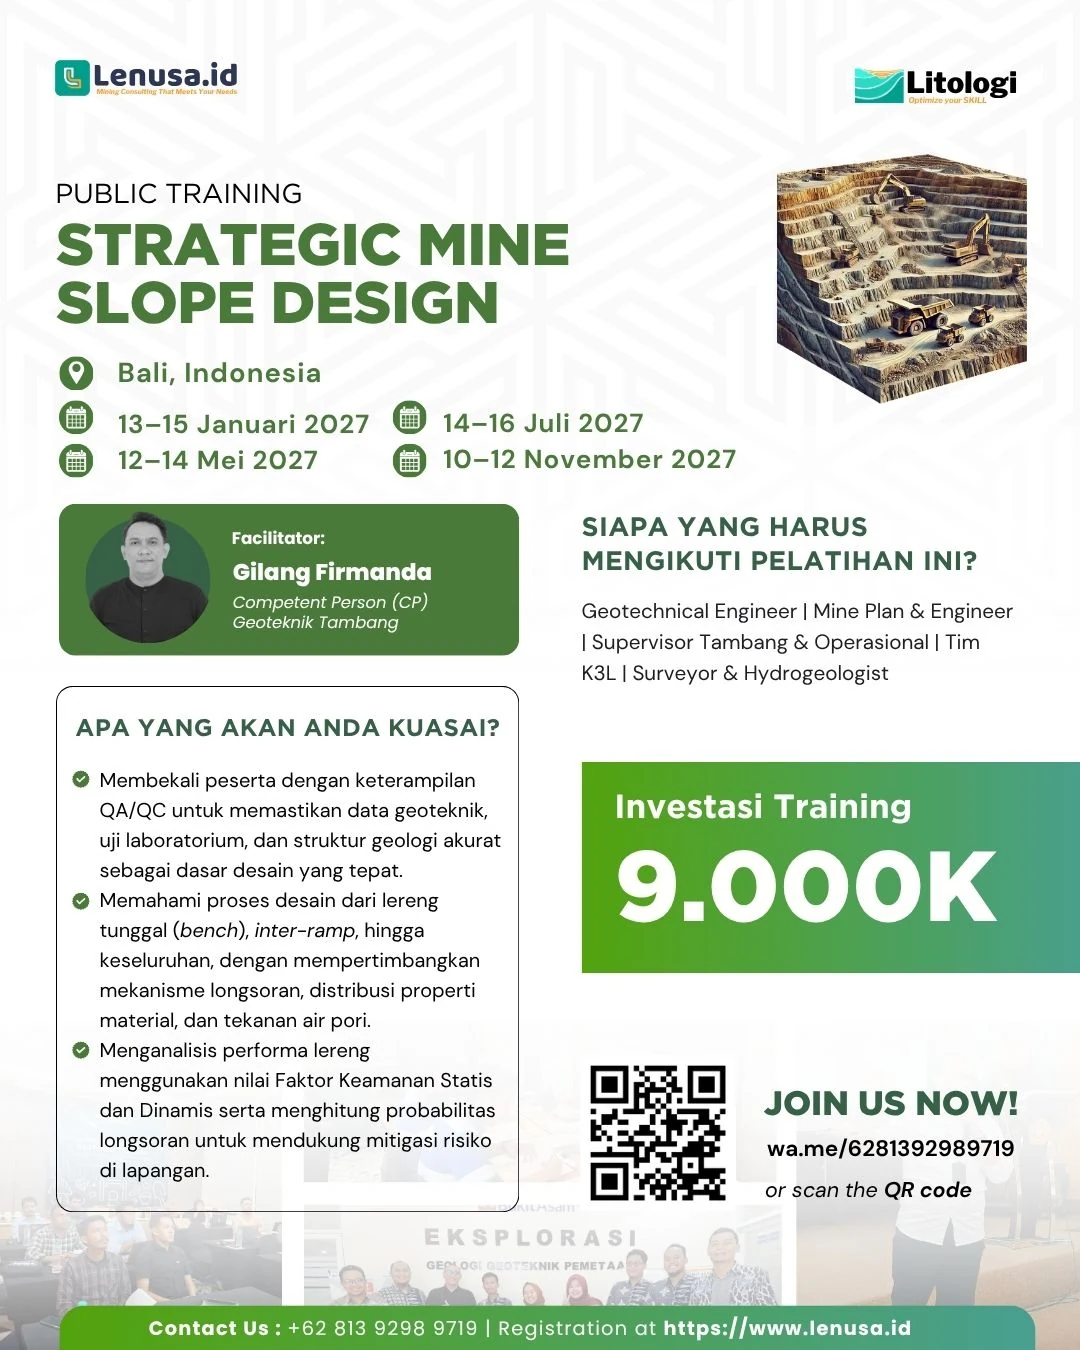 Lenusa.id
Mining Consulting That Meets Your Needs
Litologi
Optimize your SKILL
PUBLIC TRAINING
STRATEGIC MINE
SLOPE DESIGN
Bali, Indonesia
13–15 Januari 2027
14–16 Juli 2027
12–14 Mei 2027
10–12 November 2027
Facilitator:
Gilang Firmanda
Competent Person (CP)
Geoteknik Tambang
SIAPA YANG HARUS
MENGIKUTI PELATIHAN INI?
Geotechnical Engineer | Mine Plan & Engineer
| Supervisor Tambang & Operasional | Tim
K3L | Surveyor & Hydrogeologist
APA YANG AKAN ANDA KUASAI?
Membekali peserta dengan keterampilan
QA/QC untuk memastikan data geoteknik,
uji laboratorium, dan struktur geologi akurat
sebagai dasar desain yang tepat.
Memahami proses desain dari lereng
tunggal (bench), inter-ramp, hingga
keseluruhan, dengan mempertimbangkan
mekanisme longsoran, distribusi properti
material, dan tekanan air pori.
Menganalisis performa lereng
menggunakan nilai Faktor Keamanan Statis
dan Dinamis serta menghitung probabilitas
longsoran untuk mendukung mitigasi risiko
di lapangan.
Investasi Training
9.000K
JOIN US NOW!
wa.me/6281392989719
or scan the QR code
EKSPLORASI
GEOLOGI GEOTEKNIK PEMETAA
Contact Us : +62 813 9298 9719 | Registration at https://www.lenusa.id